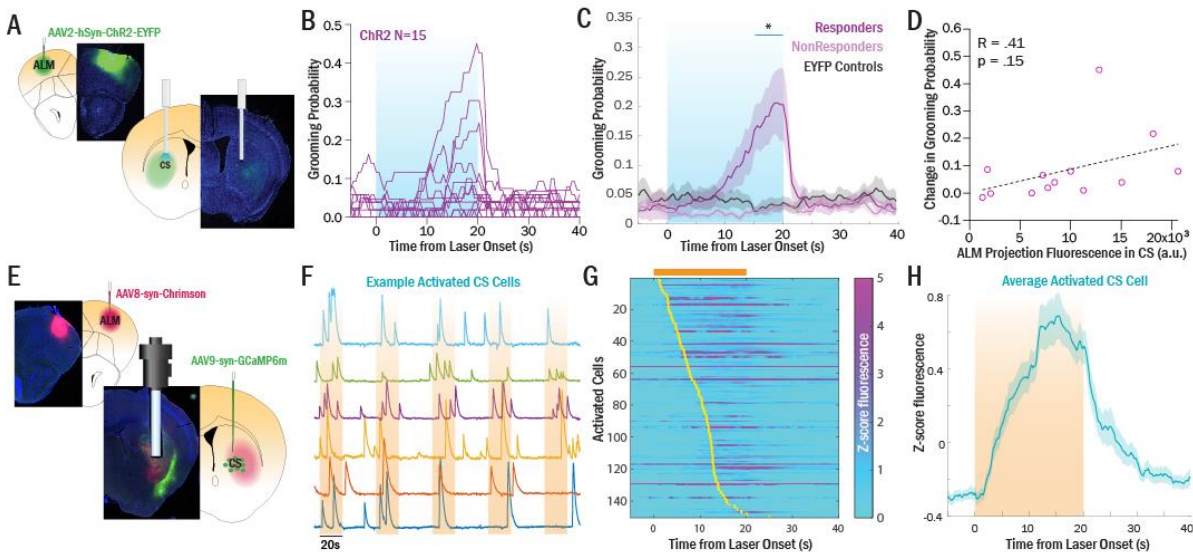 A
AAV2-hSyn-ChR2-EYFP
ALM
CS
B
ChR2 N=15
Grooming Probability
0.5
0.4
0.3
0.2
0.1
0.0
0 10 20 30 40
Time from Laser Onset (s)
C
Responders
NonResponders
EYFP Controls
*
Grooming Probability
0.35
0.30
0.25
0.20
0.15
0.10
0.05
0
0 10 20 30 40
Time from Laser Onset (s)
D
R = .41
p = .15
Change in Grooming Probability
0.6
0.5
0.4
0.3
0.2
0.1
0.0
-0.1
0 5 10 15 20x10³
ALM Projection Fluorescence in CS (a.u.)
E
AAV8-syn-Chrimson
ALM
AAV9-syn-GCaMP6m
CS
F
Example Activated CS Cells
20s
G
Activated Cells
20
40
60
80
100
120
140
0 10 20 30 40
Time from Laser Onset (s)
5
4
3
2
1
0
Z-score fluorescence
H
Average Activated CS Cell
Z-score fluorescence
0.8
0.4
0
-0.4
0 10 20 30 40
Time from Laser Onset (s)